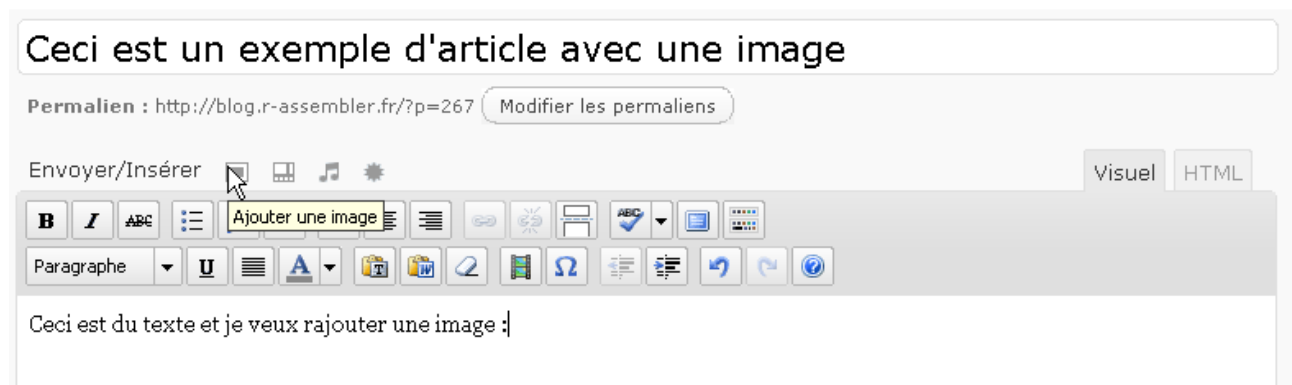 Ceci est un exemple d'article avec une image
Permalien : http://blog.r-assembler.fr/?p=267 Modifier les permaliens
Envoyer/Insérer Visuel HTML
B I ABC Ajouter une image ABC
Paragraphe U A T W Ω
Ceci est du texte et je veux rajouter une image :